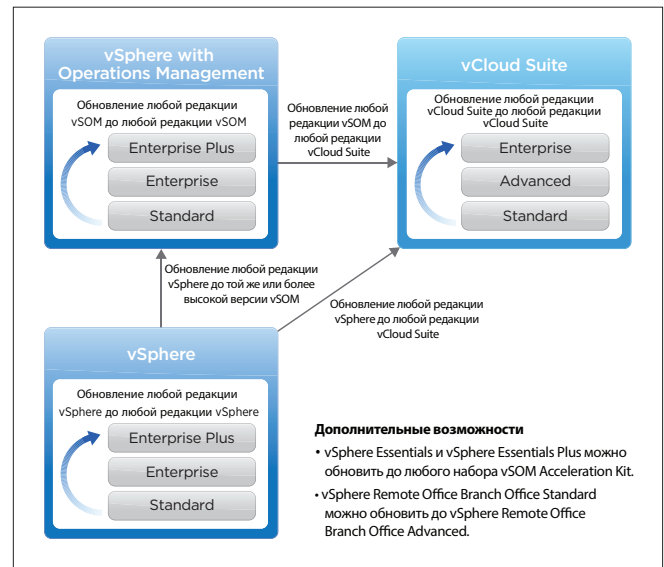 vSphere with
Operations Management
Обновление любой редакции
vSOM до любой редакции vSOM
Enterprise Plus
Enterprise
Standard
Обновление любой
редакции vSOM до
любой редакции
vCloud Suite
vCloud Suite
Обновление любой редакции
vCloud Suite до любой редакции
vCloud Suite
Enterprise
Advanced
Standard
Обновление любой редакции
vSphere до той же или более
высокой версии vSOM
Обновление любой редакции
vSphere до любой редакции
vCloud Suite
vSphere
Обновление любой редакции
vSphere до любой редакции vSphere
Enterprise Plus
Enterprise
Standard
Дополнительные возможности
• vSphere Essentials и vSphere Essentials Plus можно
обновить до любого набора vSOM Acceleration Kit.
• vSphere Remote Office Branch Office Standard
можно обновить до vSphere Remote Office
Branch Office Advanced.